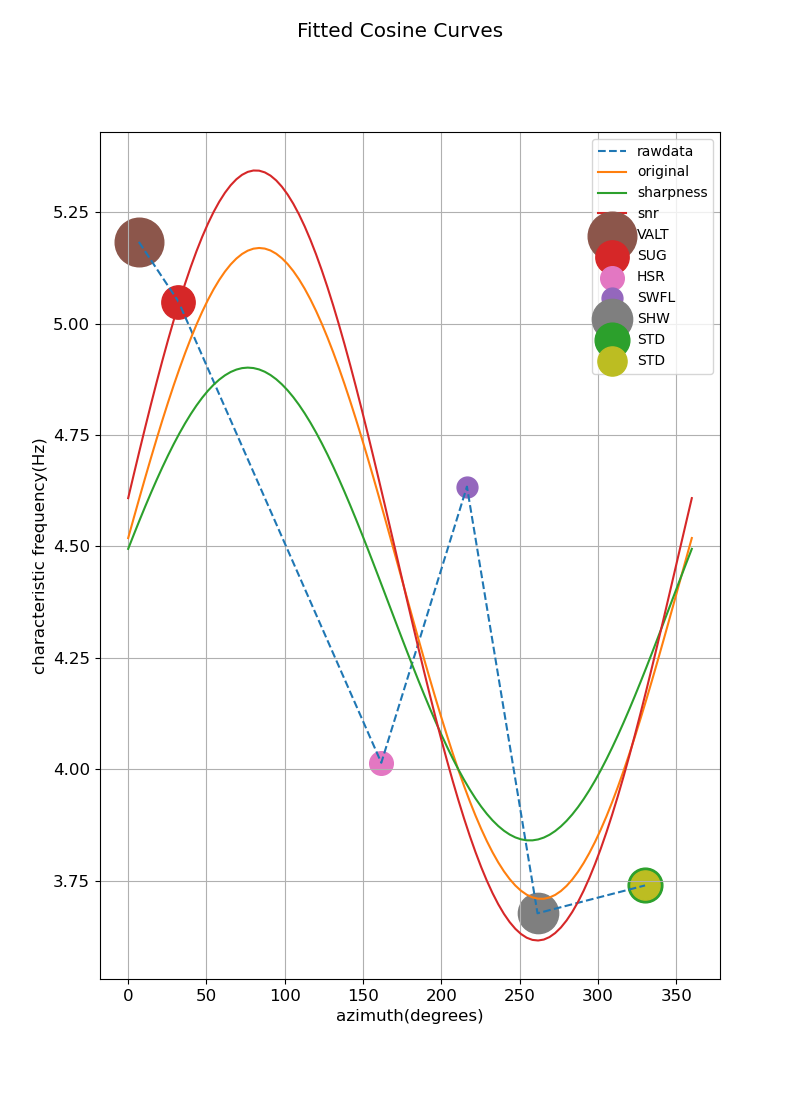 Fitted Cosine Curves
rawdata
original
sharpness
snr
VALT
SUG
HSR
SWFL
SHW
STD
STD
5.25
5.00
4.75
4.50
4.25
4.00
3.75
characteristic frequency(Hz)
0 50 100 150 200 250 300 350
azimuth(degrees)